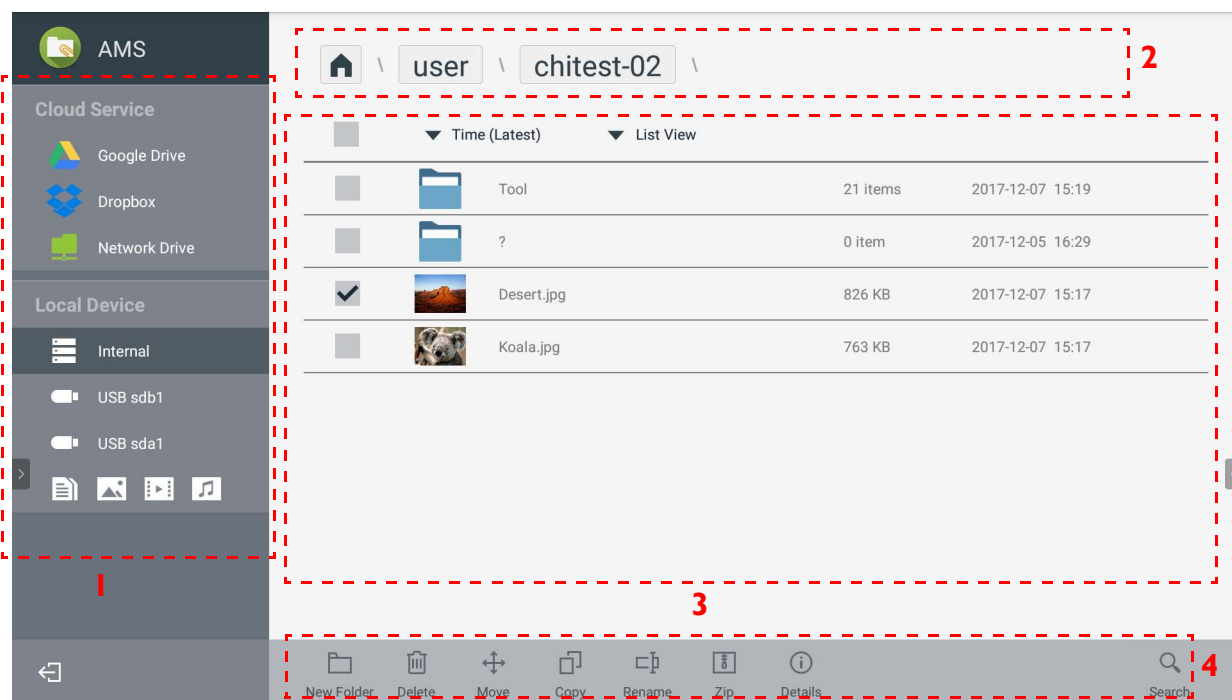 AMS
Cloud Service
Google Drive
Dropbox
Network Drive
Local Device
Internal
USB sdb1
USB sda1
1
\ user \ chitest-02 \
2
Time (Latest) List View
Tool 21 items 2017-12-07 15:19
? 0 item 2017-12-05 16:29
Desert.jpg 826 KB 2017-12-07 15:17
Koala.jpg 763 KB 2017-12-07 15:17
3
New Folder Delete Move Copy Rename Zip Details Search
4